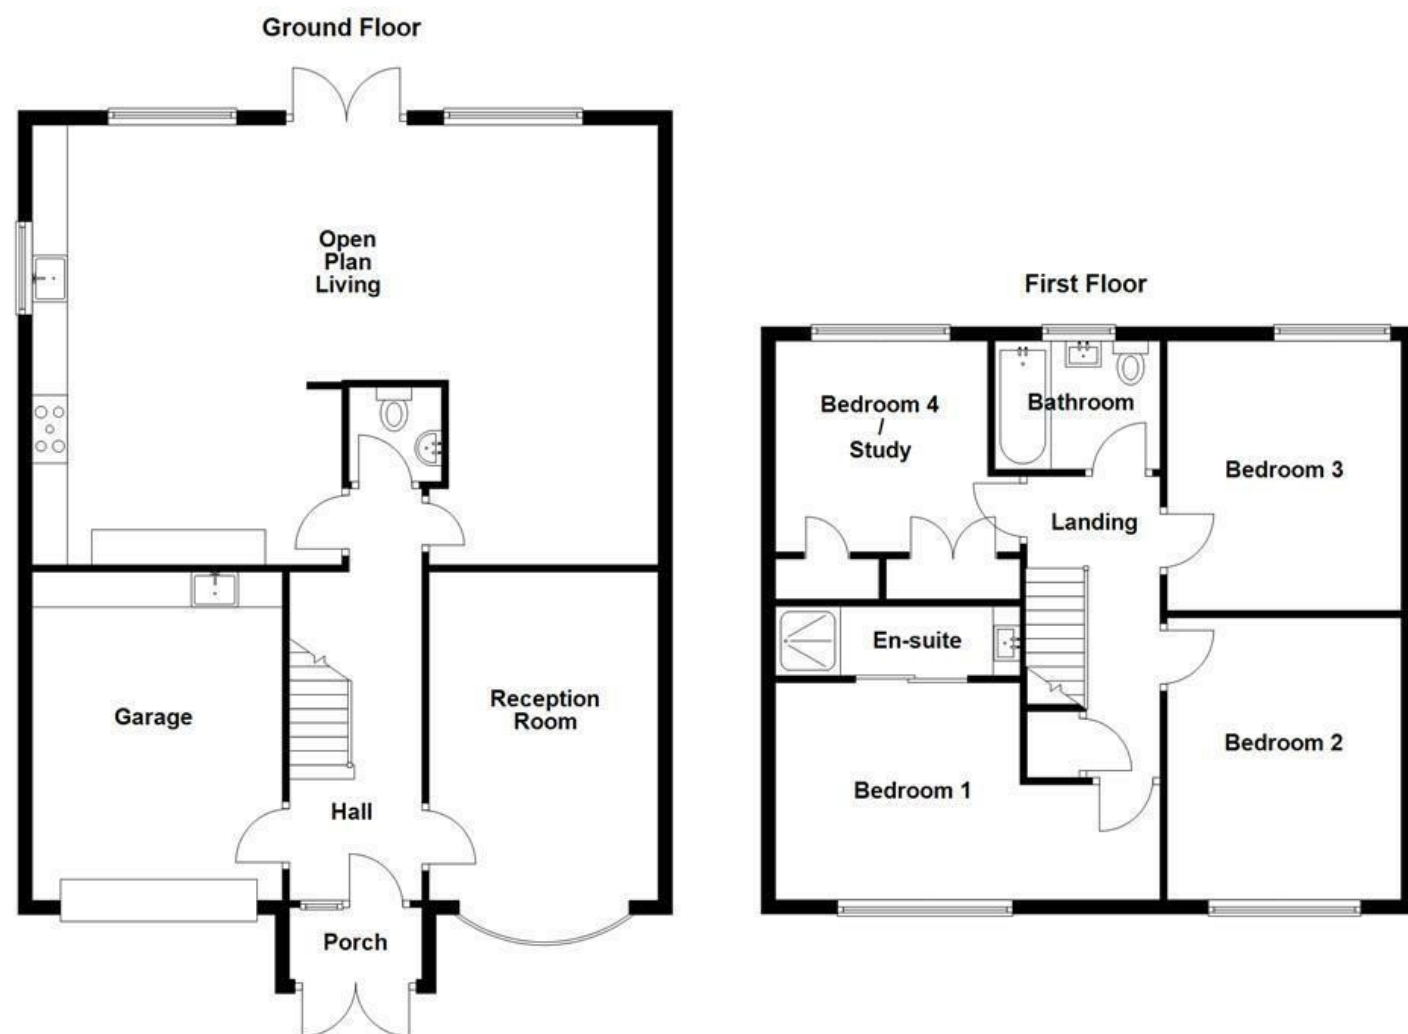 Ground Floor
Open
Plan
Living
Garage
Reception
Room
Hall
Porch
First Floor
Bedroom 4
/
Study
Bathroom
Bedroom 3
Landing
En-suite
Bedroom 1
Bedroom 2